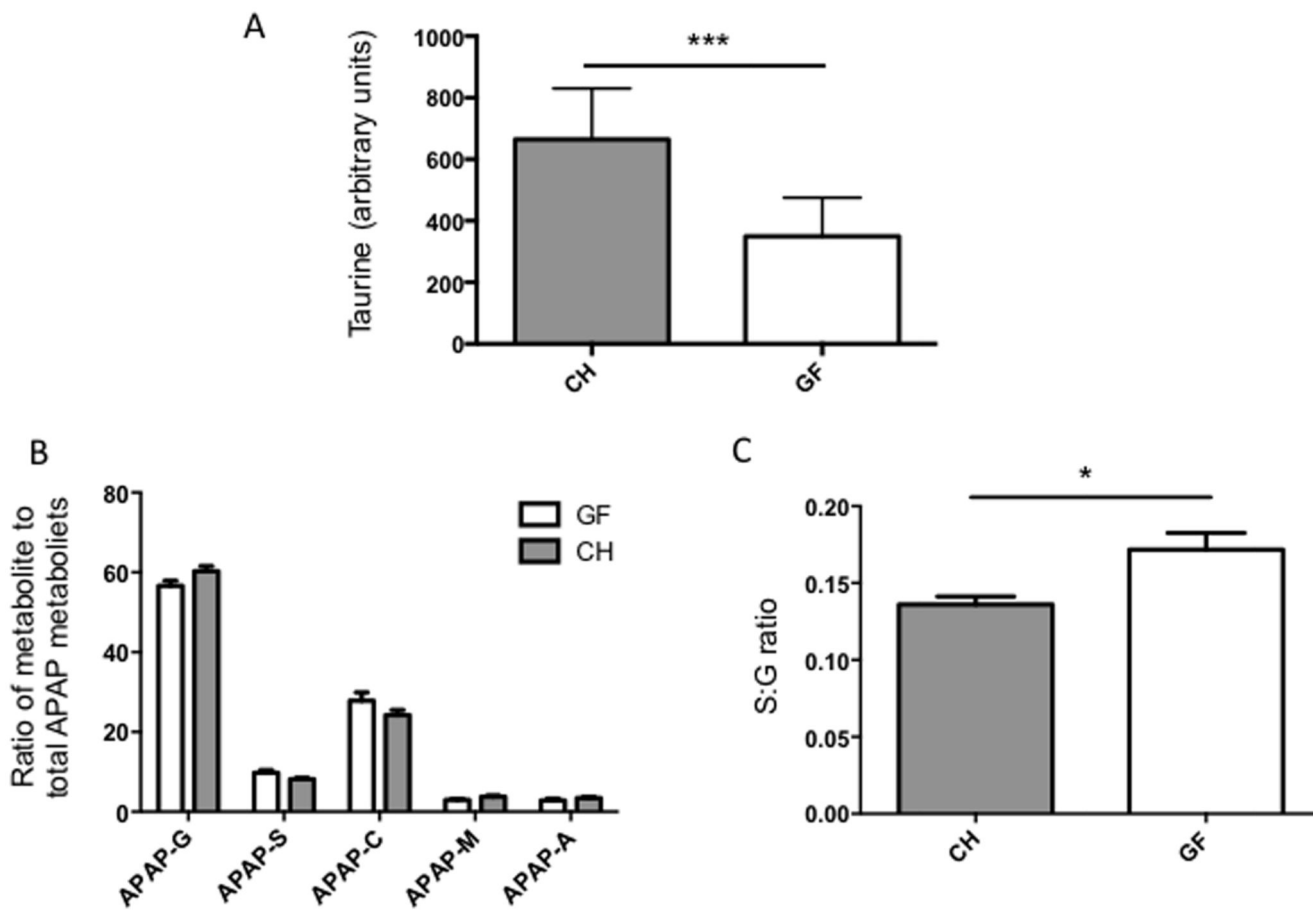 A
Taurine (arbitrary units)
1000
800
600
400
200
0
***
CH
GF
B
Ratio of metabolite to
total APAP metaboliets
80
60
40
20
0
GF
CH
APAP-G
APAP-S
APAP-C
APAP-M
APAP-A
C
S:G ratio
0.20
0.15
0.10
0.05
0.00
*
CH
GF